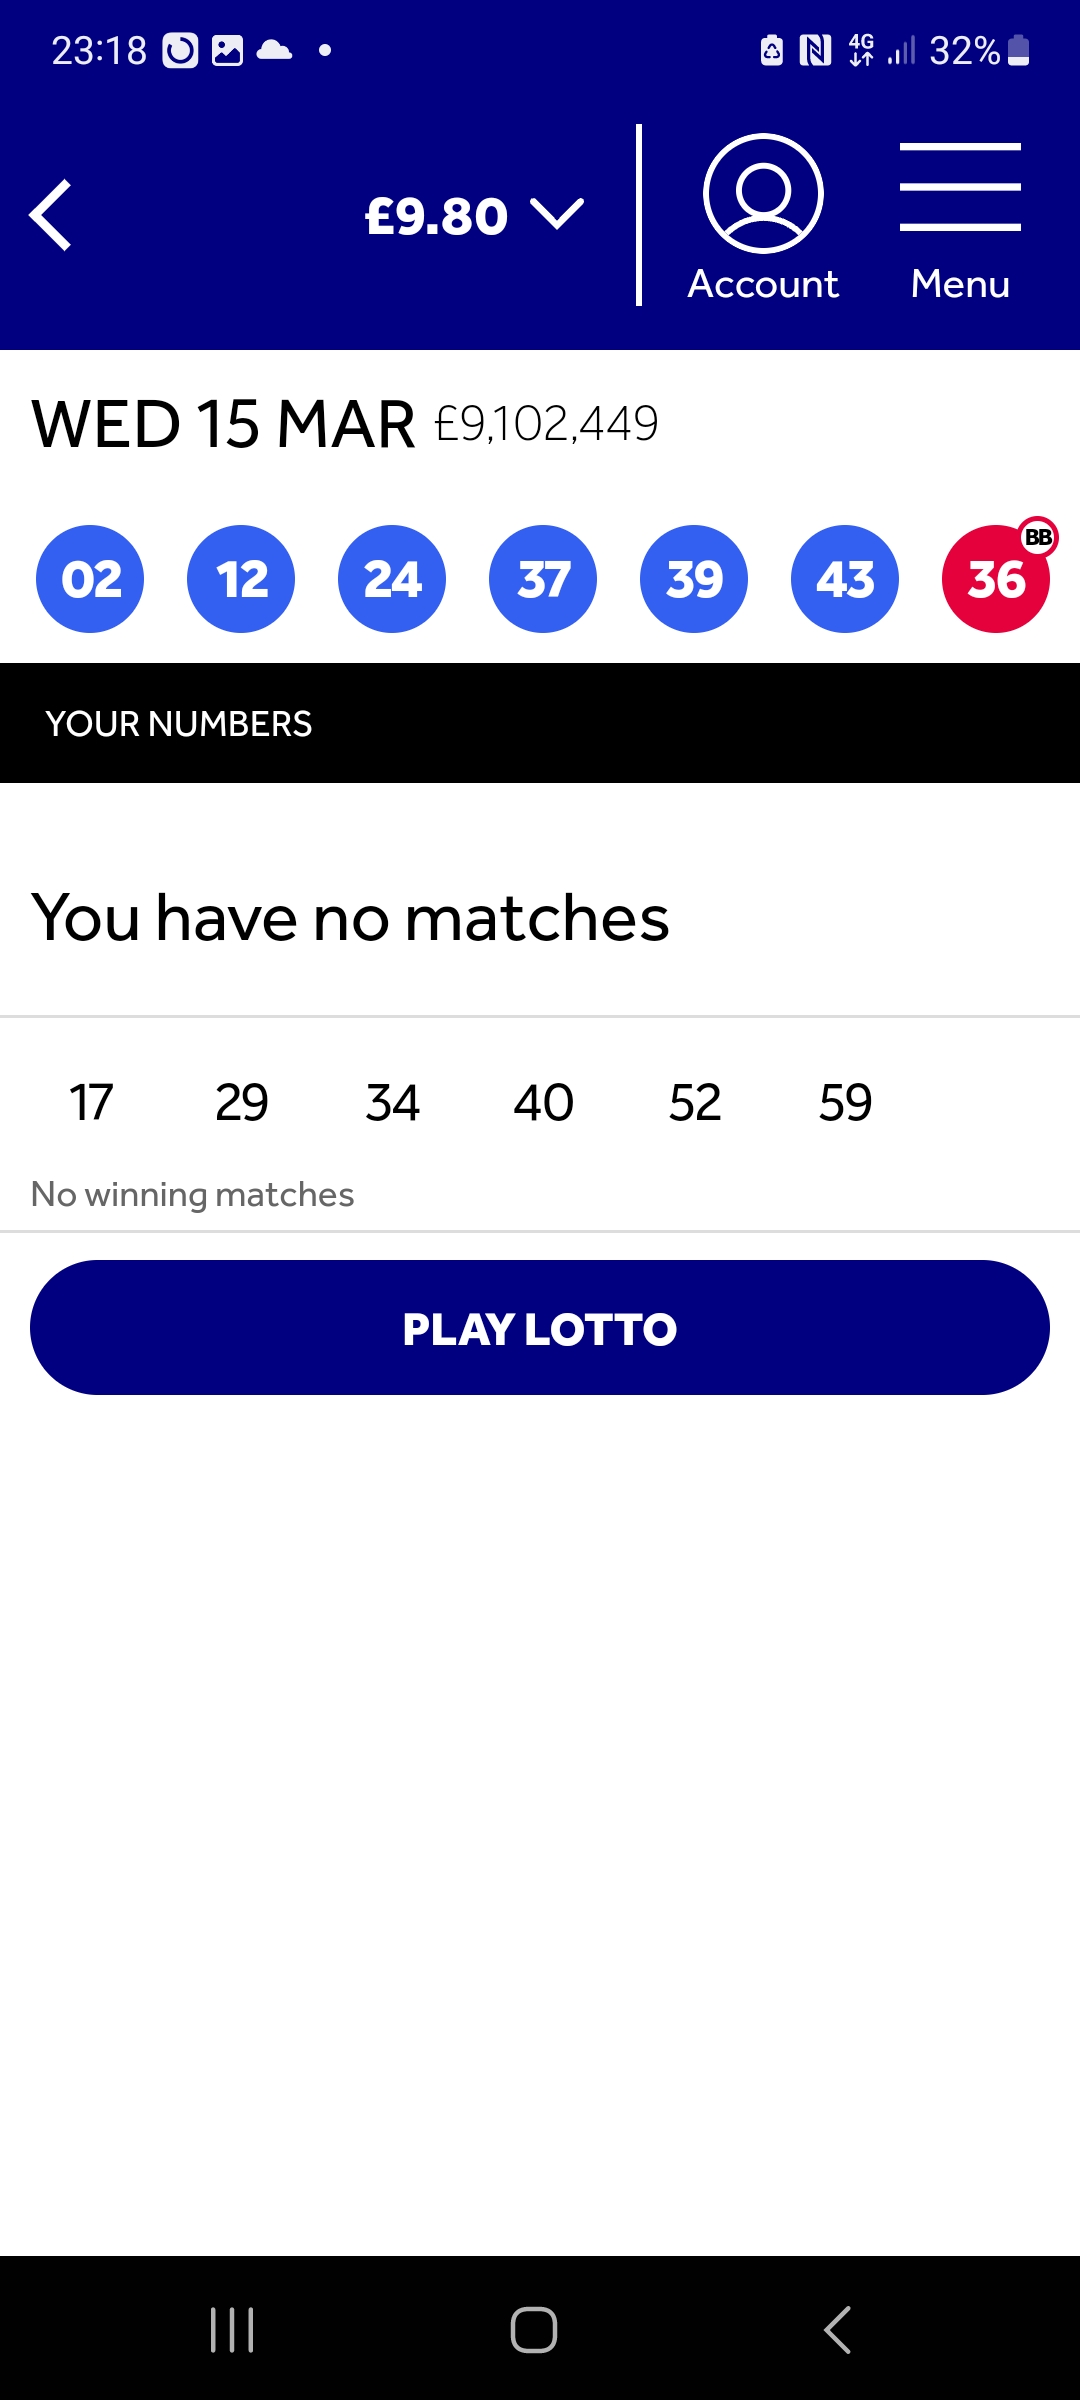 23:18 4G 32%
£9.80
Account Menu
WED 15 MAR £9,102,449
BB
02 12 24 37 39 43 36
YOUR NUMBERS
You have no matches
17 29 34 40 52 59
No winning matches
PLAY LOTTO